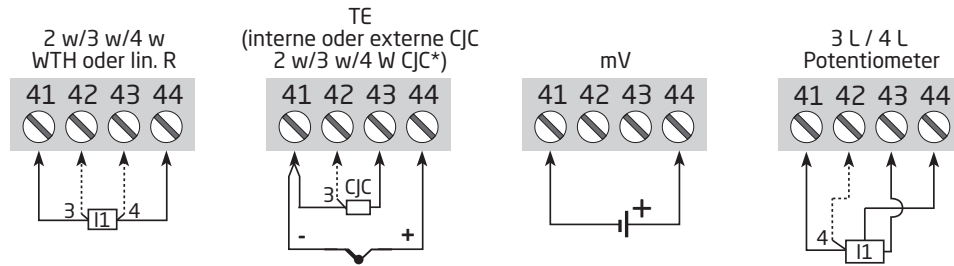 2 w/3 w/4 w
WTH oder lin. R
41 42 43 44
3 I1 4
TE
(interne oder externe CJC
2 w/3 w/4 W CJC*)
41 42 43 44
3 CJC
- +
mV
41 42 43 44
+
3 L / 4 L
Potentiometer
41 42 43 44
4 I1